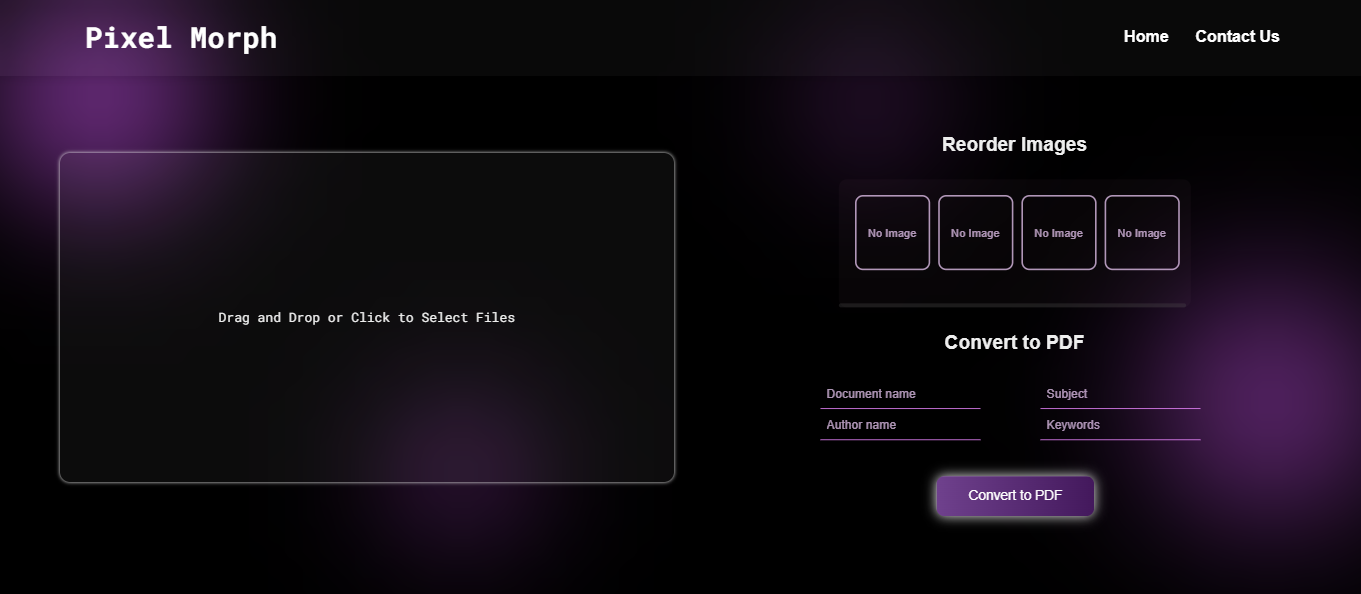 Pixel Morph
Home Contact Us
Drag and Drop or Click to Select Files
Reorder Images
No Image No Image No Image No Image
Convert to PDF
Document name Subject
Author name Keywords
Convert to PDF